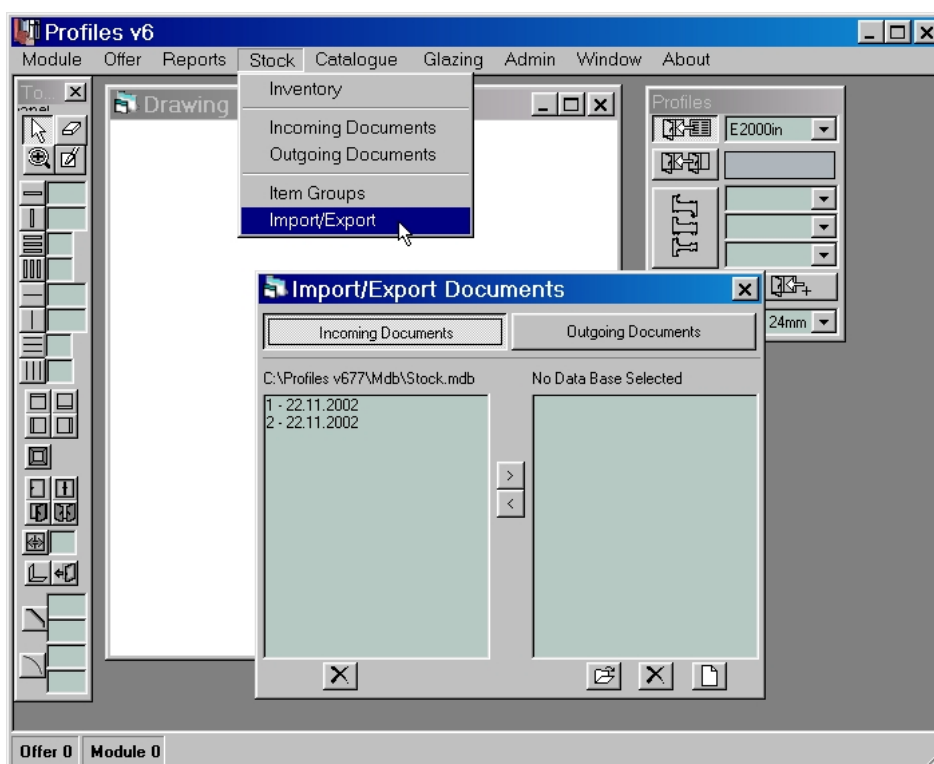 Profiles v6
Module Offer Reports Stock Catalogue Glazing Admin Window About
To...
Drawing
Inventory
Incoming Documents
Outgoing Documents
Item Groups
Import/Export
Profiles
E2000in
24mm
Import/Export Documents
Incoming Documents
Outgoing Documents
C:\Profiles v677\Mdb\Stock.mdb
No Data Base Selected
1 - 22.11.2002
2 - 22.11.2002
>
<
Offer 0 Module 0